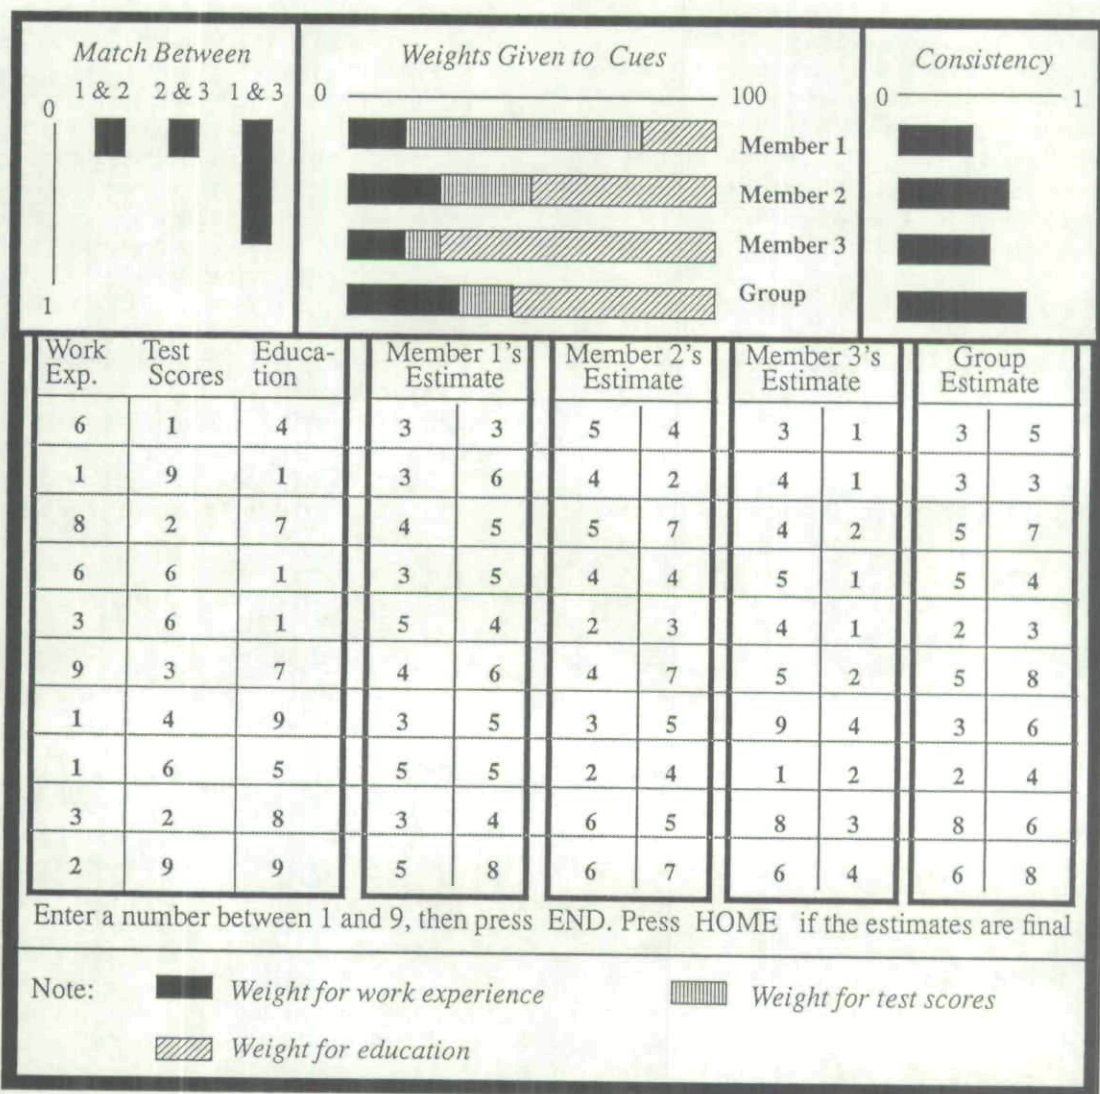 Match Between
1 & 2 2 & 3 1 & 3
0
1
Weights Given to Cues
0 100
Member 1
Member 2
Member 3
Group
Consistency
0 1
Work Exp. Test Scores Educa-tion Member 1's Estimate Member 2's Estimate Member 3's Estimate Group Estimate
6 1 4 3 3 5 4 3 1 3 5
1 9 1 3 6 4 2 4 1 3 3
8 2 7 4 5 5 7 4 2 5 7
6 6 1 3 5 4 4 5 1 5 4
3 6 1 5 4 2 3 4 1 2 3
9 3 7 4 6 4 7 5 2 5 8
1 4 9 3 5 3 5 9 4 3 6
1 6 5 5 5 2 4 1 2 2 4
3 2 8 3 4 6 5 8 3 8 6
2 9 9 5 8 6 7 6 4 6 8
Enter a number between 1 and 9, then press END. Press HOME if the estimates are final
Note: Weight for work experience Weight for test scores
Weight for education